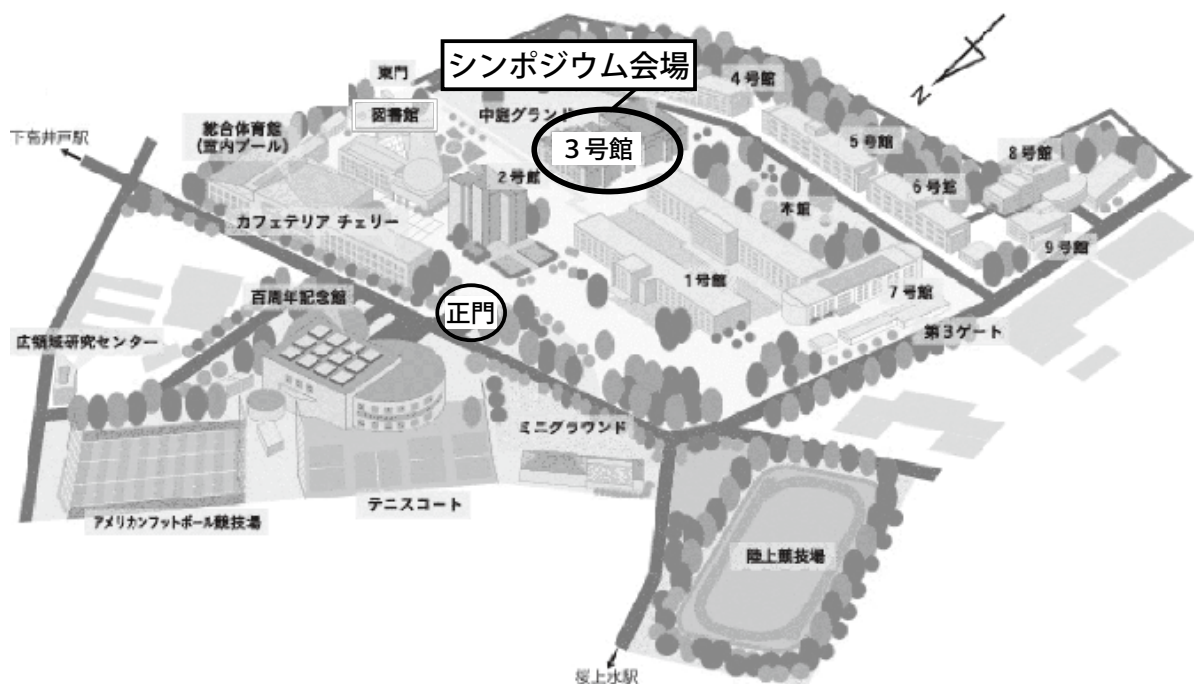 シンポジウム会場
東門
4号館
図書館
中庭グランド
N
下高井戸駅
総合体育館
(室内プール)
3号館
5号館
8号館
2号館
6号館
カフェテリア チェリー
本館
9号館
1号館
7号館
百周年記念館
正門
広領域研究センター
第3ゲート
ミニグラウンド
テニスコート
アメリカンフットボール競技場
陸上競技場
桜上水駅